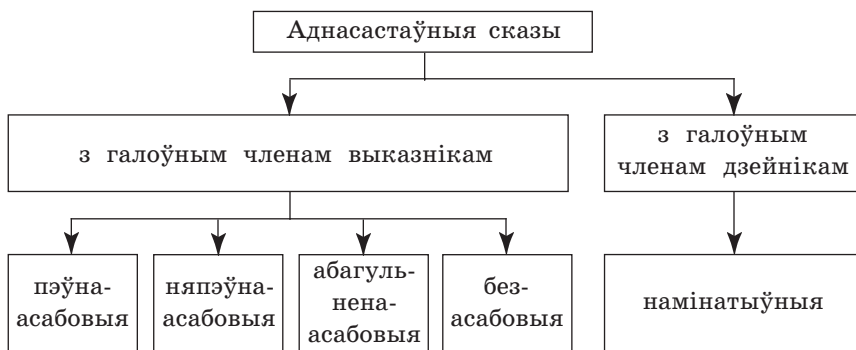 Аднасастаўныя сказы
з галоўным членам выказнікам
з галоўным
членам дзейнікам
пэўна-
асабовыя
няпэўна-
асабовыя
абагуль-
нена-
асабовыя
без-
асабовыя
намінатыўныя